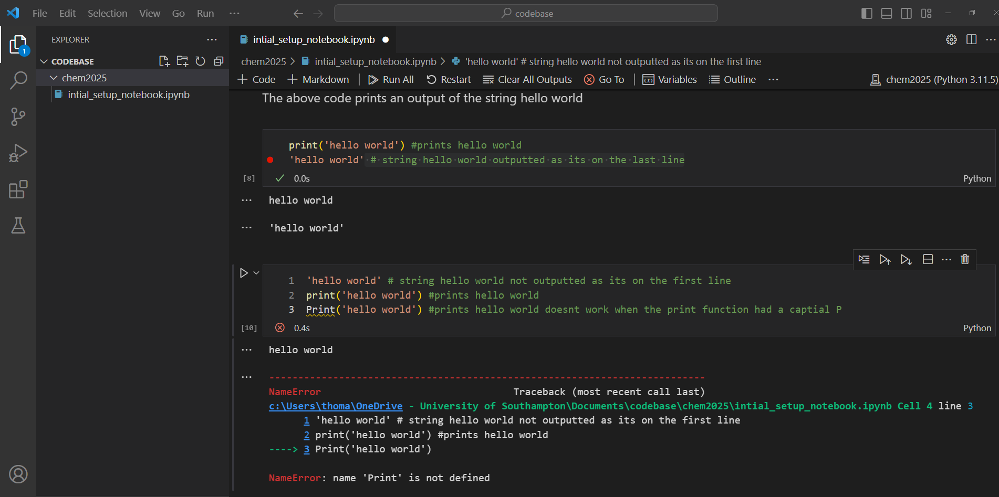 File Edit Selection View Go Run ···
codebase
EXPLORER ···
1
CODEBASE
chem2025
intial_setup_notebook.ipynb
intial_setup_notebook.ipynb
···
chem2025 > intial_setup_notebook.ipynb > 'hello world' # string hello world not outputted as its on the first line
+ Code + Markdown | Run All Restart Clear All Outputs Go To | Variables Outline ··· chem2025 (Python 3.11.5)
The above code prints an output of the string hello world
print('hello world') #prints hello world
'hello world' # string hello world outputted as its on the last line
[8] 0.0s Python
··· hello world
··· 'hello world'
1 'hello world' # string hello world not outputted as its on the first line
2 print('hello world') #prints hello world
3 Print('hello world') #prints hello world doesnt work when the print function had a captial P
[10] 0.4s Python
··· hello world
··· ---------------------------------------------------------------------------
NameError Traceback (most recent call last)
c:\Users\thoma\OneDrive - University of Southampton\Documents\codebase\chem2025\intial_setup_notebook.ipynb Cell 4 line 3
1 'hello world' # string hello world not outputted as its on the first line
2 print('hello world') #prints hello world
----> 3 Print('hello world')
NameError: name 'Print' is not defined